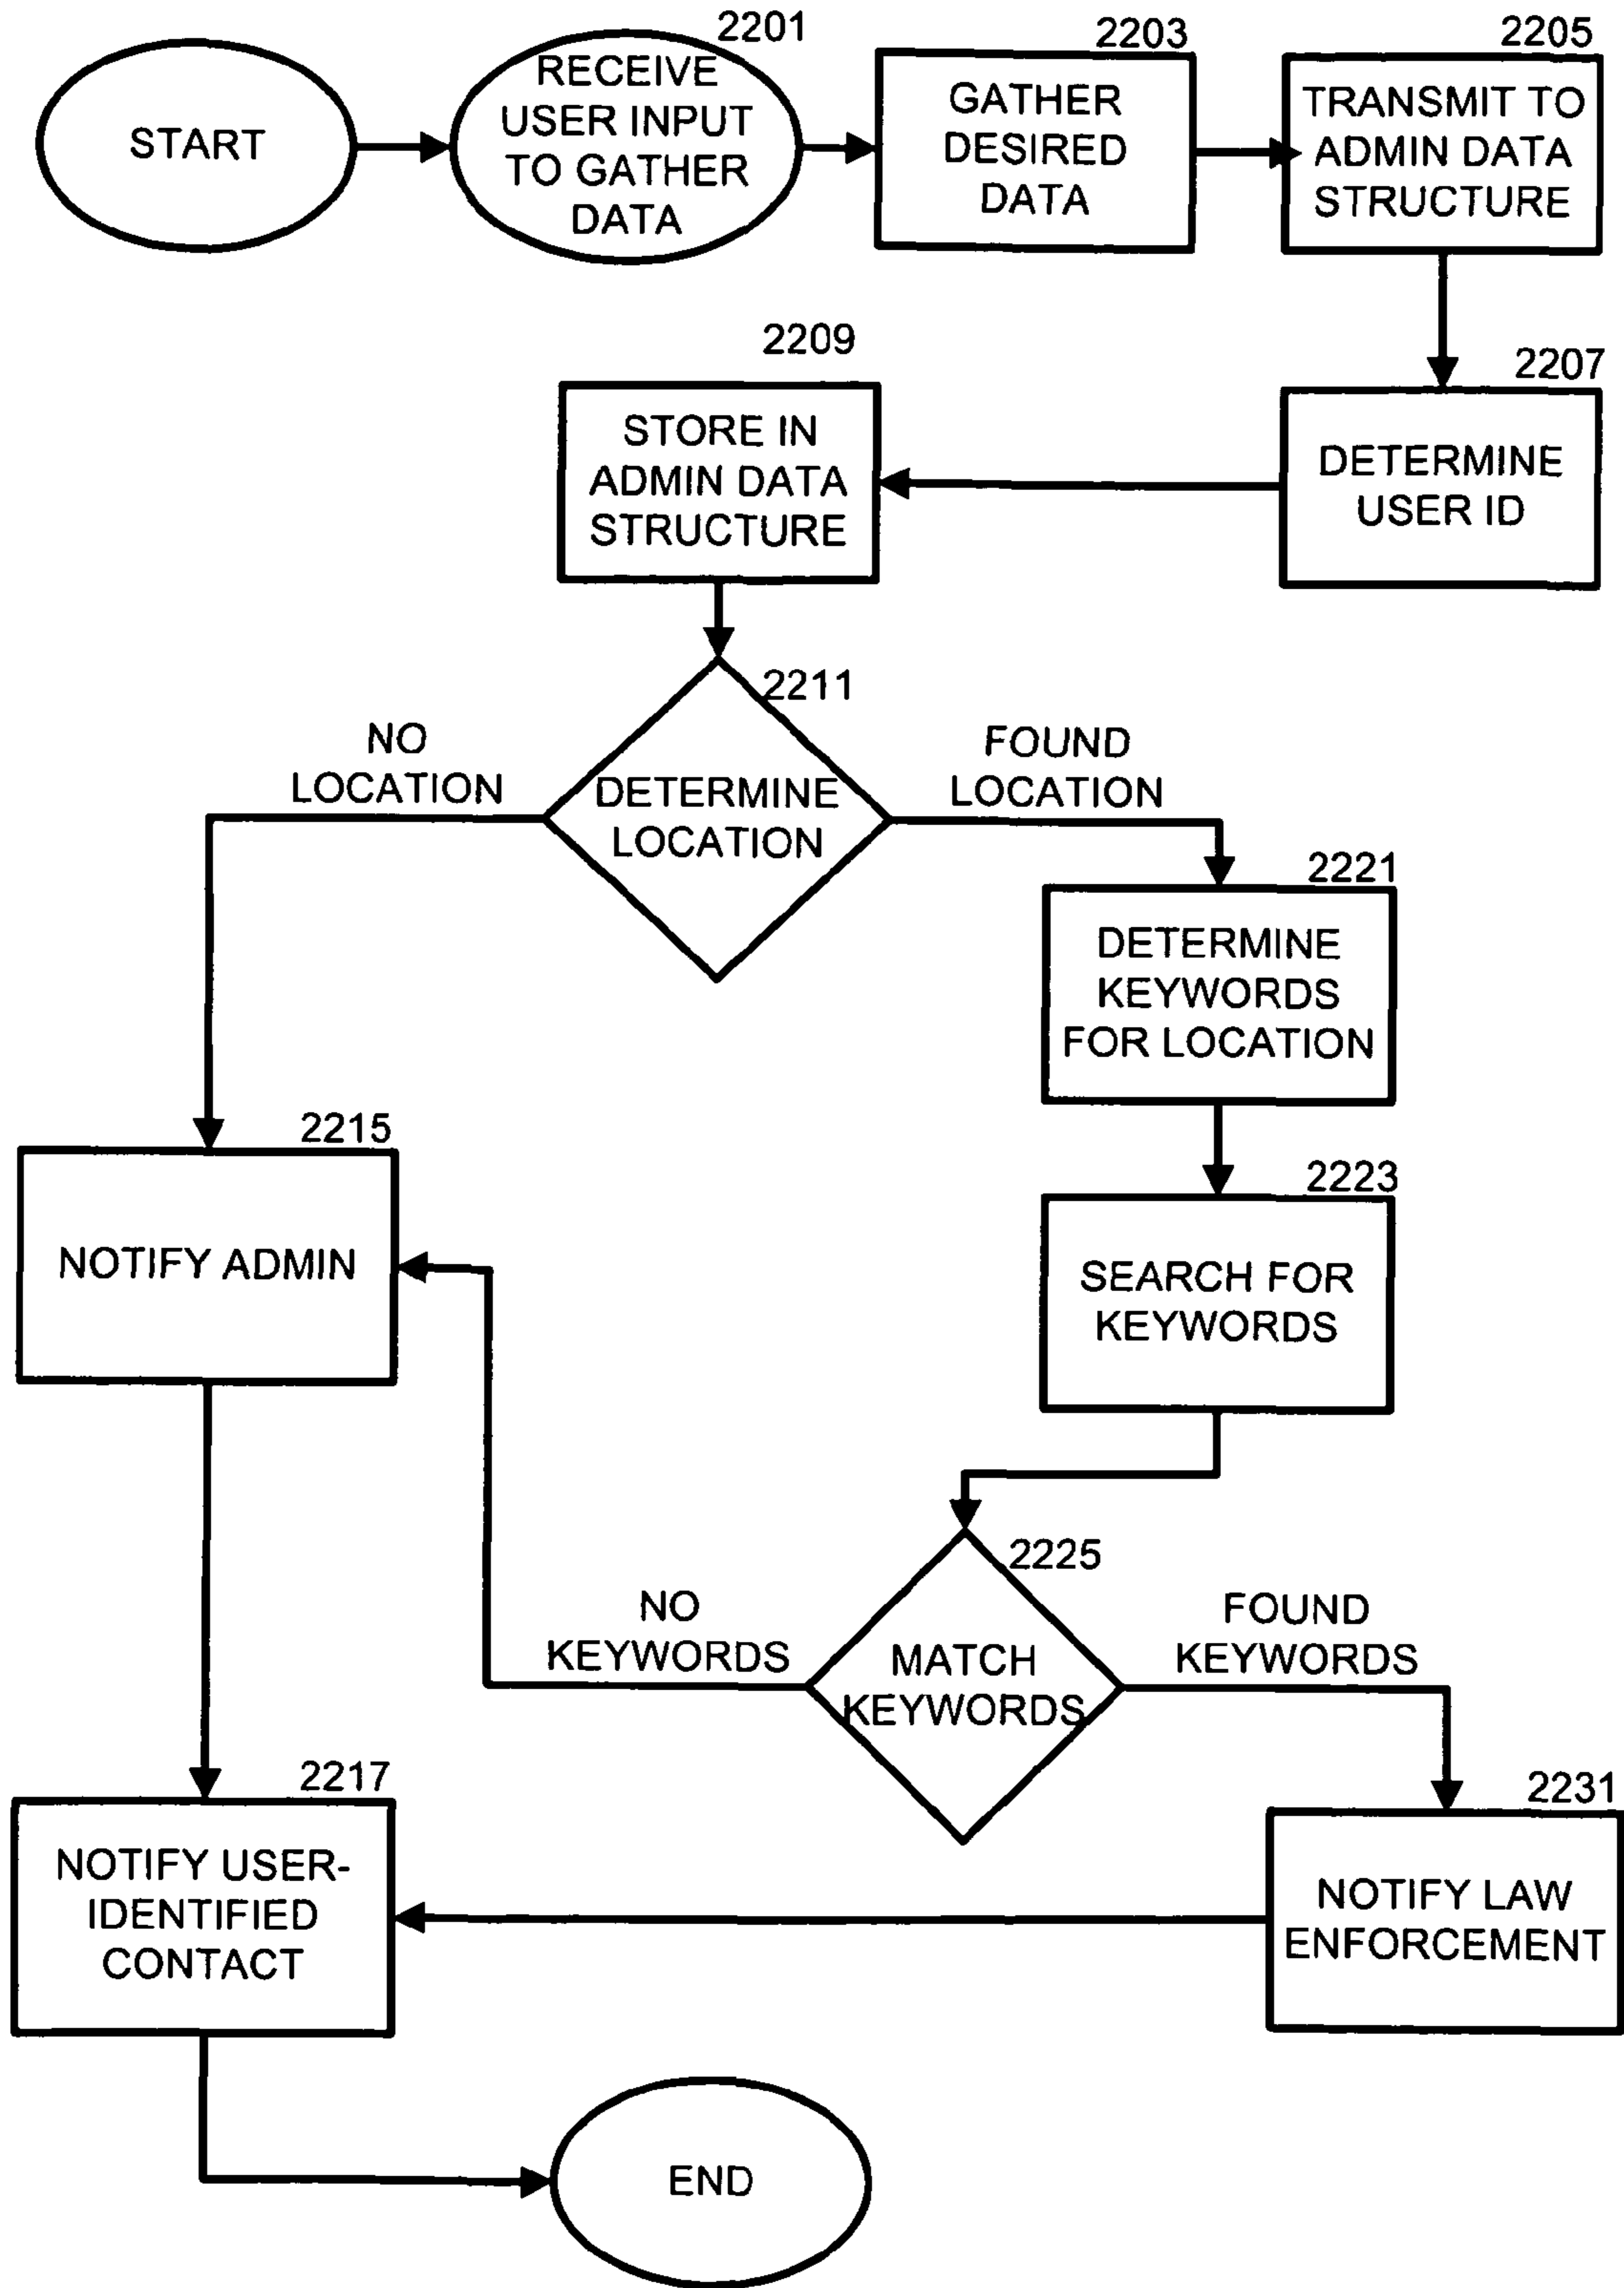 START
2201
RECEIVE
USER INPUT
TO GATHER
DATA
2203
GATHER
DESIRED
DATA
2205
TRANSMIT TO
ADMIN DATA
STRUCTURE
2207
DETERMINE
USER ID
2209
STORE IN
ADMIN DATA
STRUCTURE
2211
DETERMINE
LOCATION
NO
LOCATION
FOUND
LOCATION
2221
DETERMINE
KEYWORDS
FOR LOCATION
2215
NOTIFY ADMIN
2223
SEARCH FOR
KEYWORDS
2225
MATCH
KEYWORDS
NO
KEYWORDS
FOUND
KEYWORDS
2217
NOTIFY USER-
IDENTIFIED
CONTACT
2231
NOTIFY LAW
ENFORCEMENT
END